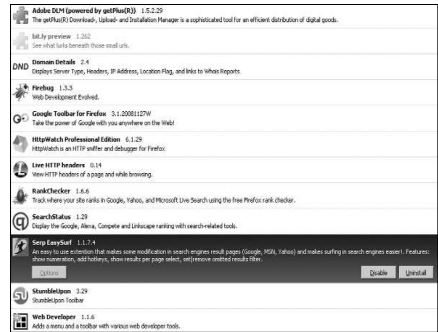 Adobe DLM (powered by getPlus(R)) 1.5.2.29
The getPlus(R) Download-, Upload- and Installation Manager is a sophisticated tool for an efficient distribution of digital goods.
bit.ly preview 1.262
See what lurks beneath those small urls.
DND Domain Details 2.4
Displays Server Type, Headers, IP Address, Location-Flag, and links to Whois Reports
Firebug 1.3.3
Web Development Evolved.
Google Toolbar for Firefox 3.1.20081127W
Take the power of Google with you anywhere on the Web!
HttpWatch Professional Edition 6.1.29
HttpWatch is an HTTP sniffer and debugger for Firefox
Live HTTP headers 0.14
View HTTP headers of a page and while browsing.
RankChecker 1.6.6
Track where your site ranks in Google, Yahoo, and Microsoft Live Search using the free Firefox rank checker.
SearchStatus 1.29
Display the Google, Alexa, Compete and Linkscape ranking with search-related tools.
Serp EasySurf 1.1.7.4
An easy to use extention that makes some modification in search engines result pages (Google, MSN, Yahoo) and makes surfing in search engines easier!. Features:
show numeration, add hotkeys, show results per page select, set(remove omitted results filter.
Options Disable Uninstall
StumbleUpon 3.29
StumbleUpon Toolbar
Web Developer 1.1.6
Adds a menu and a toolbar with various web developer tools.